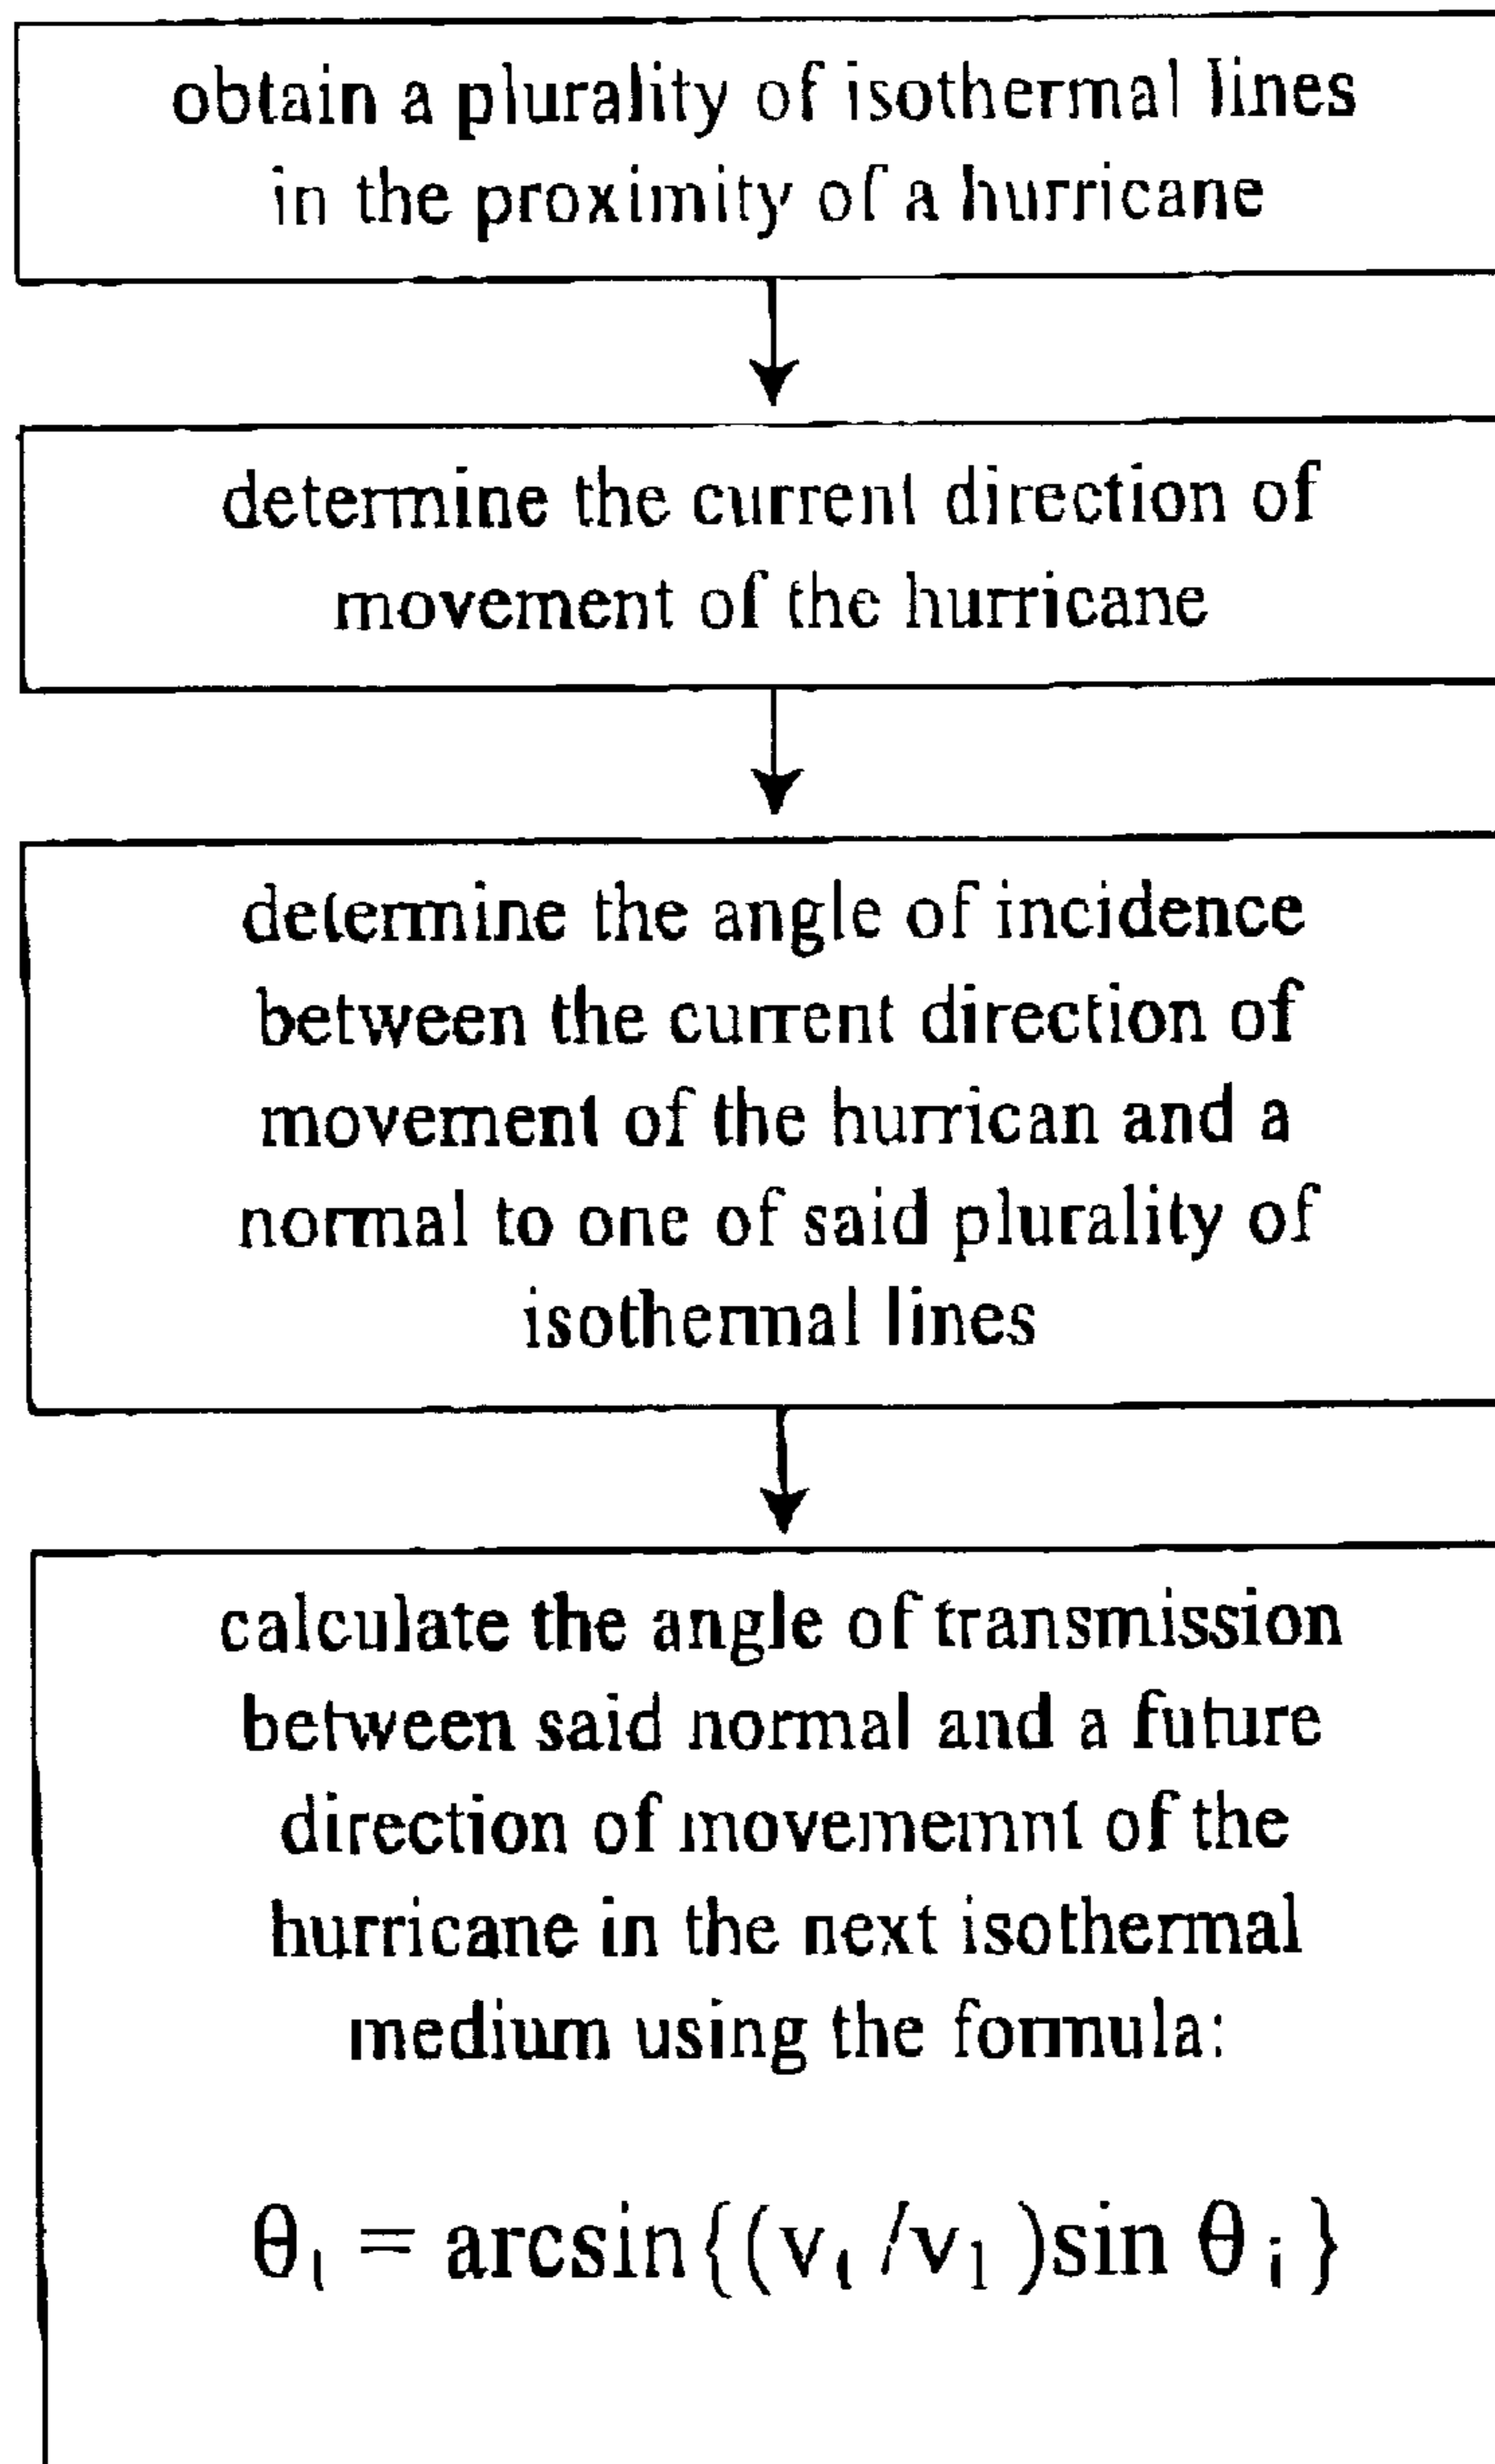 obtain a plurality of isothermal lines
in the proximity of a hurricane
determine the current direction of
movement of the hurricane
determine the angle of incidence
between the current direction of
movement of the hurrican and a
normal to one of said plurality of
isothermal lines
calculate the angle of transmission
between said normal and a future
direction of movememnt of the
hurricane in the next isothermal
medium using the formula:
θₜ = arcsin{(vₜ /v₁ )sin θ ᵢ}